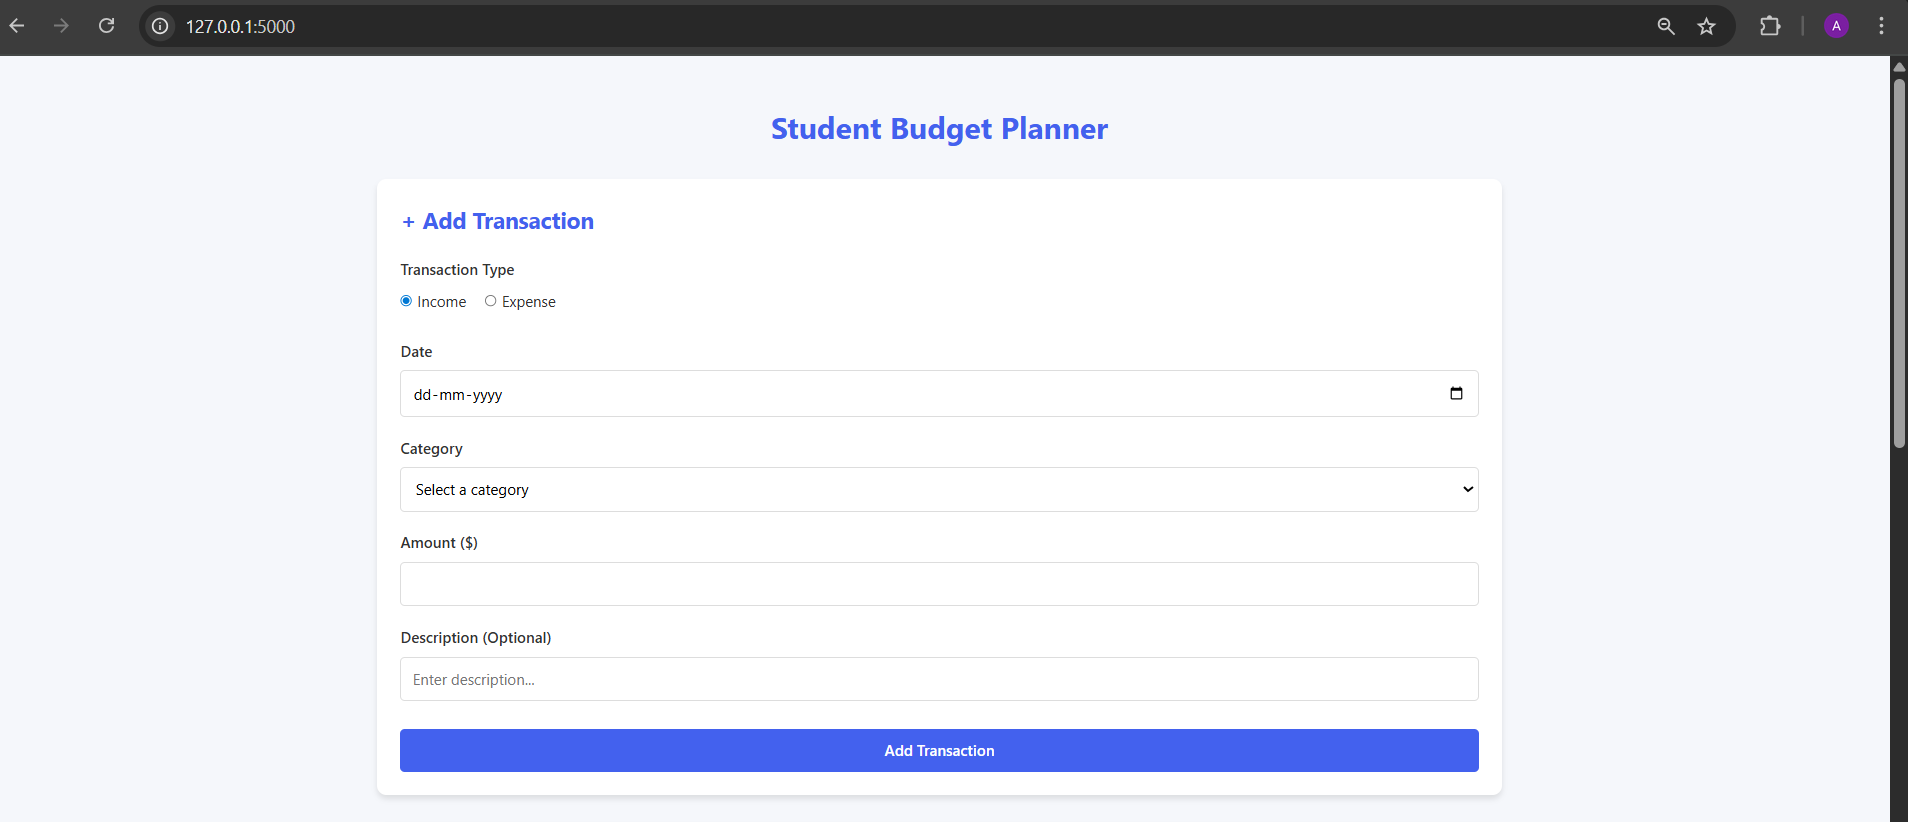 127.0.0.1:5000
A
Student Budget Planner
+ Add Transaction
Transaction Type
Income Expense
Date
dd-mm-yyyy
Category
Select a category
Amount ($)
Description (Optional)
Enter description...
Add Transaction